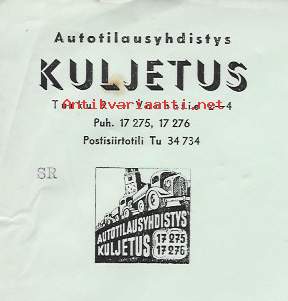 Autotilausyhdistys
KULJETUS
Antikvariaatti.net
Puh. 17 275, 17 276
Postisiirtotili Tu 34 734
SR
AUTOTILAUSYHDISTYS
KULJETUS
17 275
17 276